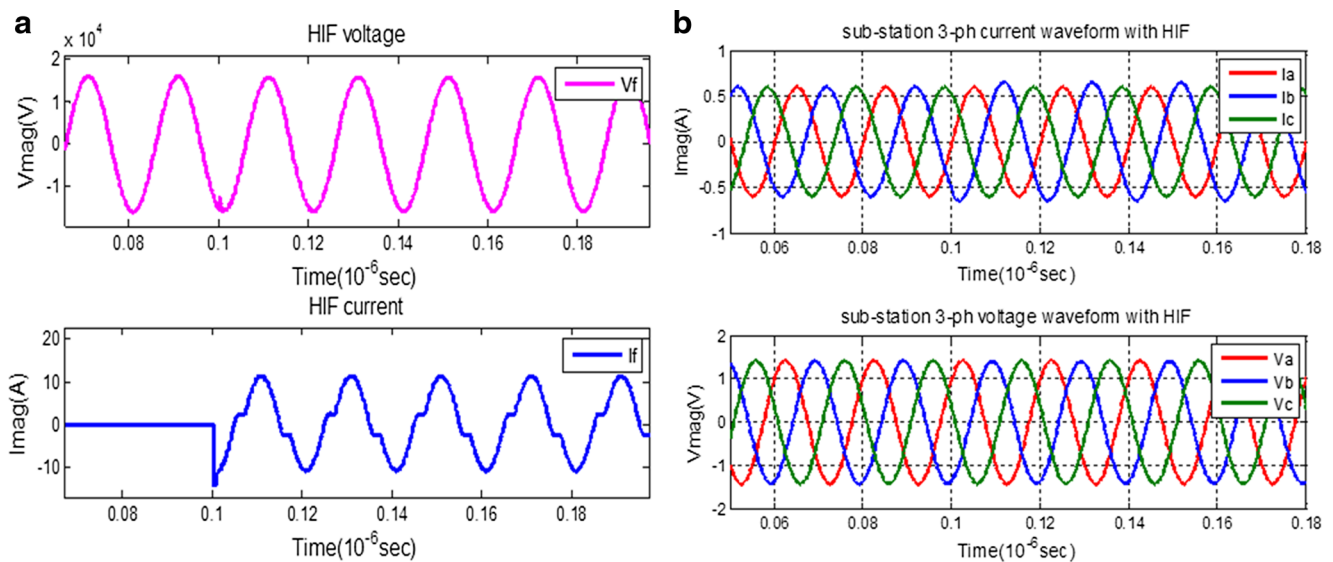 a
HIF voltage
x 10⁴
2
1
0
-1
Vmag(V)
Vf
0.08 0.1 0.12 0.14 0.16 0.18
Time(10⁻⁶sec)
HIF current
20
10
0
-10
Imag(A)
If
0.08 0.1 0.12 0.14 0.16 0.18
Time(10⁻⁶sec)
b
sub-station 3-ph current waveform with HIF
1
0.5
0
-0.5
-1
Imag(A)
Ia
Ib
Ic
0.06 0.08 0.1 0.12 0.14 0.16 0.18
Time(10⁻⁶sec)
sub-station 3-ph voltage waveform with HIF
2
1
0
-1
-2
Vmag(V)
Va
Vb
Vc
0.06 0.08 0.1 0.12 0.14 0.16 0.18
Time(10⁻⁶sec)